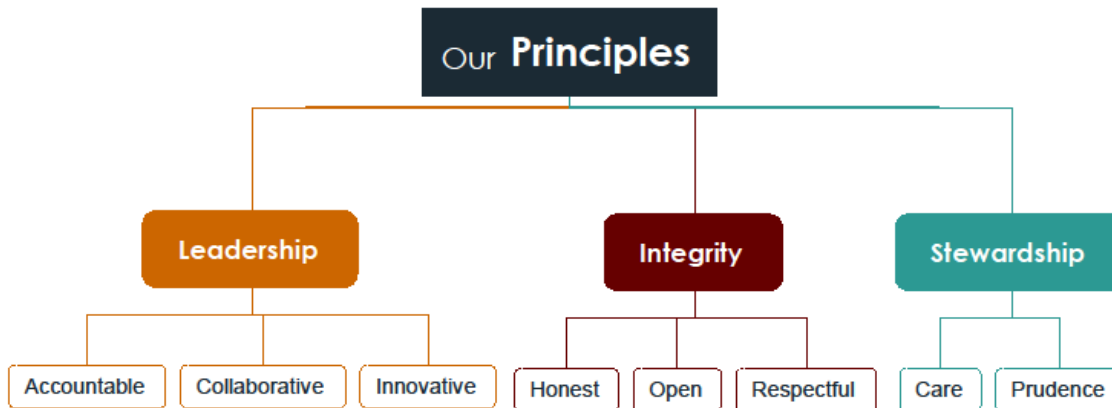 Our Principles
Leadership
Integrity
Stewardship
Accountable
Collaborative
Innovative
Honest
Open
Respectful
Care
Prudence